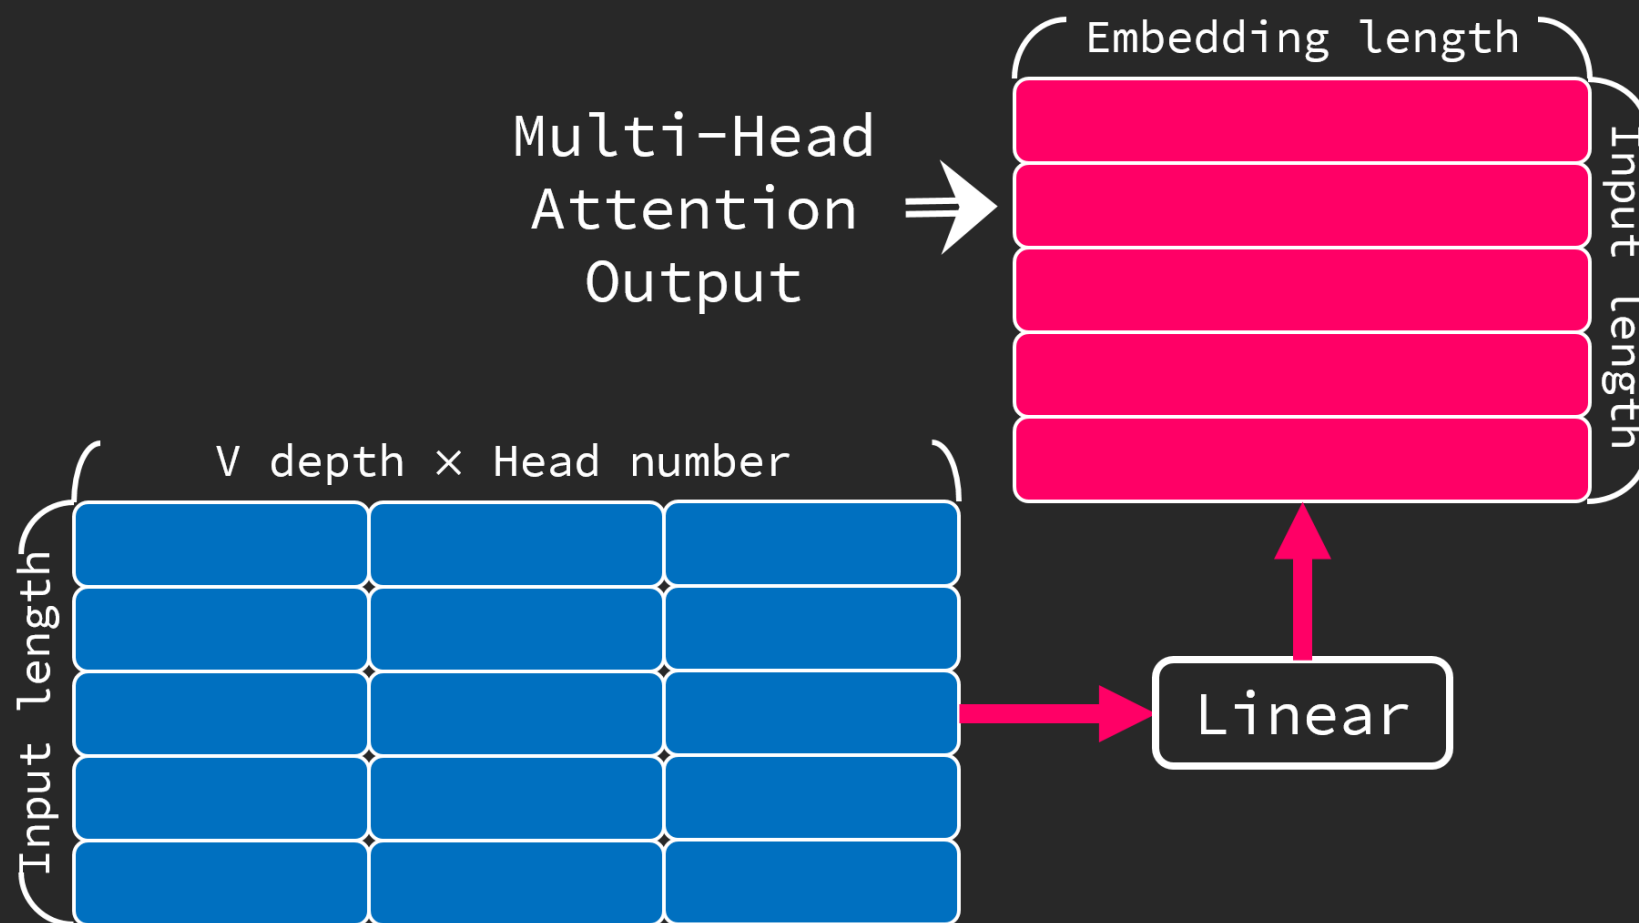 Embedding length
Multi-Head
Attention
Output
Input length
V depth × Head number
Input length
Linear